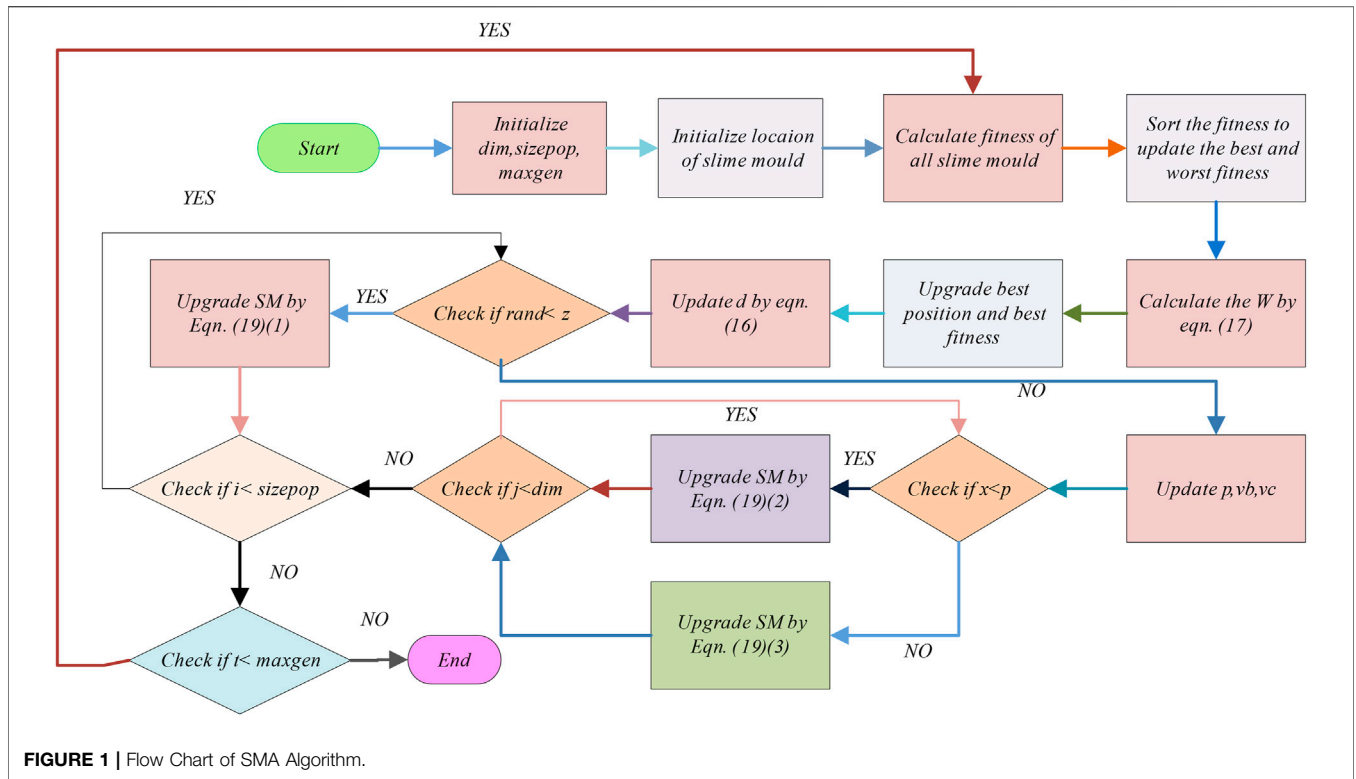 YES
Start
Initialize
dim,sizepop,
maxgen
Initialize locaion
of slime mould
Calculate fitness of
all slime mould
Sort the fitness to
update the best and
worst fitness
YES
Upgrade SM by
Eqn. (19)(1)
YES
Check if rand< z
Update d by eqn.
(16)
Upgrade best
position and best
fitness
Calculate the W by
eqn. (17)
NO
YES
Check if i< sizepop
NO
Check if j<dim
Upgrade SM by
Eqn. (19)(2)
YES
Check if x<p
Update p,vb,vc
NO
Check if t< maxgen
NO
End
Upgrade SM by
Eqn. (19)(3)
NO
FIGURE 1 | Flow Chart of SMA Algorithm.